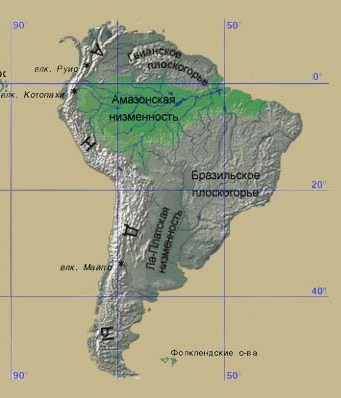 90°
50°
А
Гвианское
плоскогорье
влк. Руис
0°
влк. Котопахи
Амазонская
низменность
Н
Бразильское
плоскогорье
20°
Ла-Платская
низменность
Д
влк. Майпо
40°
Ы
Фолклендские о-ва
90°
50°